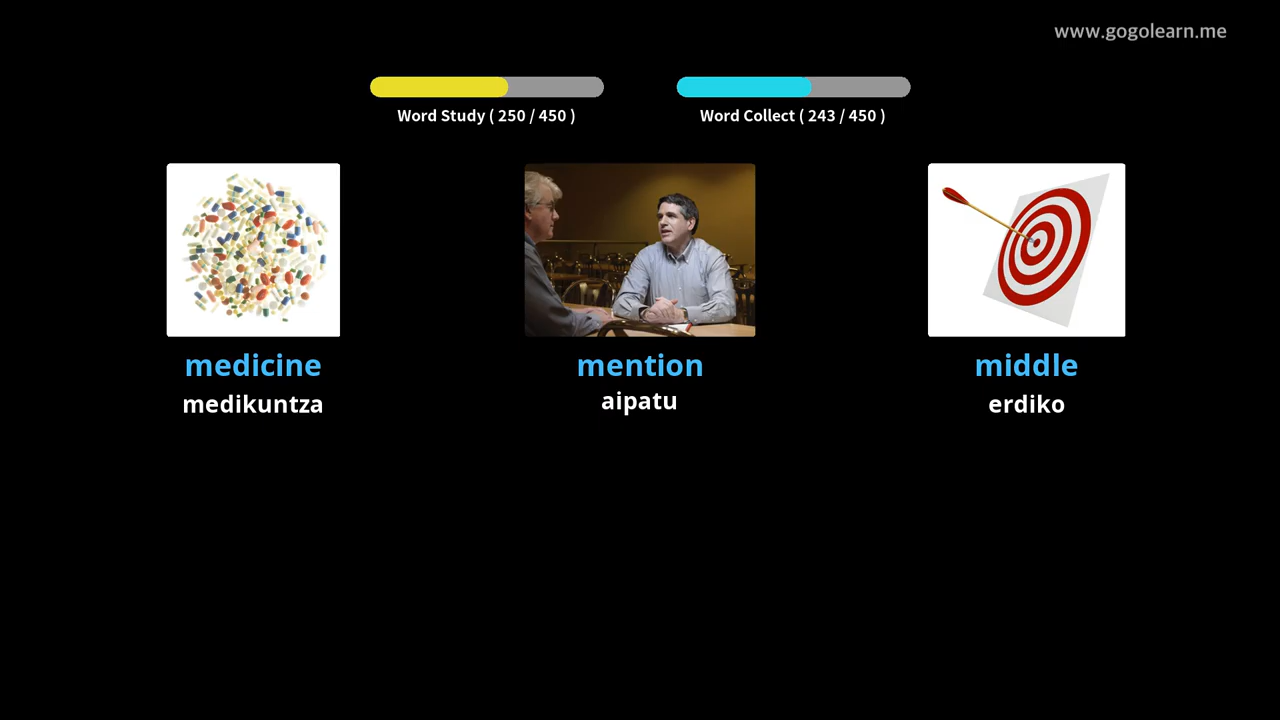 www.gogolearn.me
Word Study ( 250 / 450 )
Word Collect ( 243 / 450 )
medicine
medikuntza
mention
aipatu
middle
erdiko